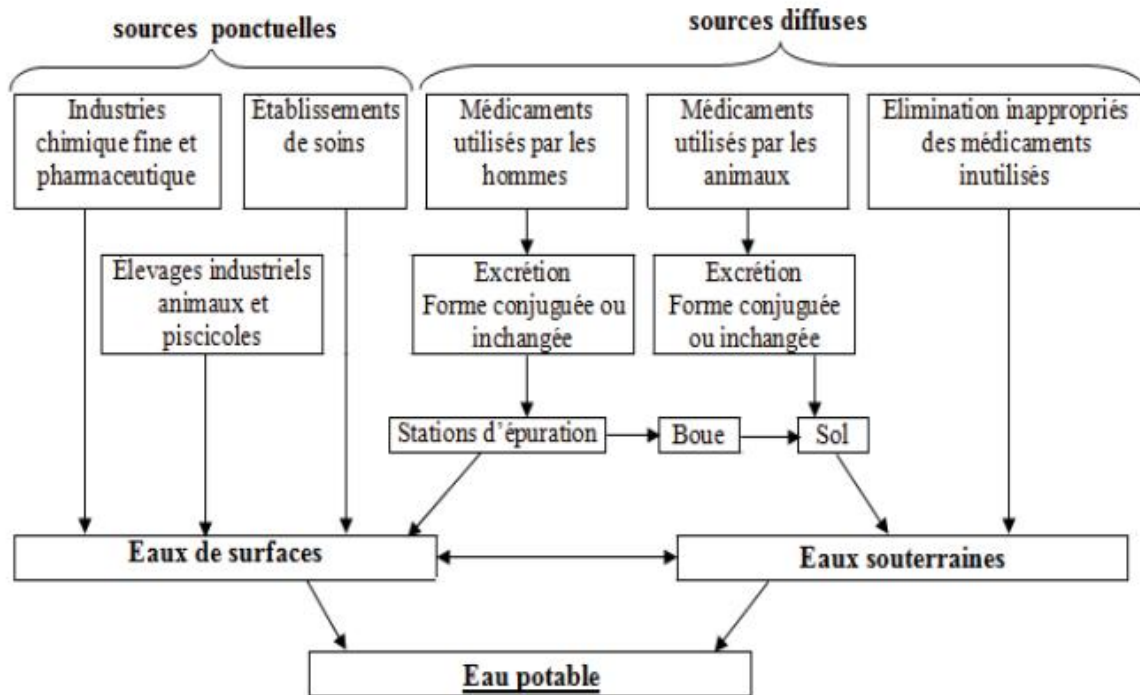 sources ponctuelles
sources diffuses
Industries
chimique fine et
pharmaceutique
Établissements
de soins
Médicaments
utilisés par les
hommes
Médicaments
utilisés par les
animaux
Elimination inappropriés
des médicaments
inutilisés
Élevages industriels
animaux et
piscicoles
Excrétion
Forme conjuguée ou
inchangée
Excrétion
Forme conjuguée
ou inchangée
Stations d'épuration
Boue
Sol
Eaux de surfaces
Eaux souterraines
Eau potable